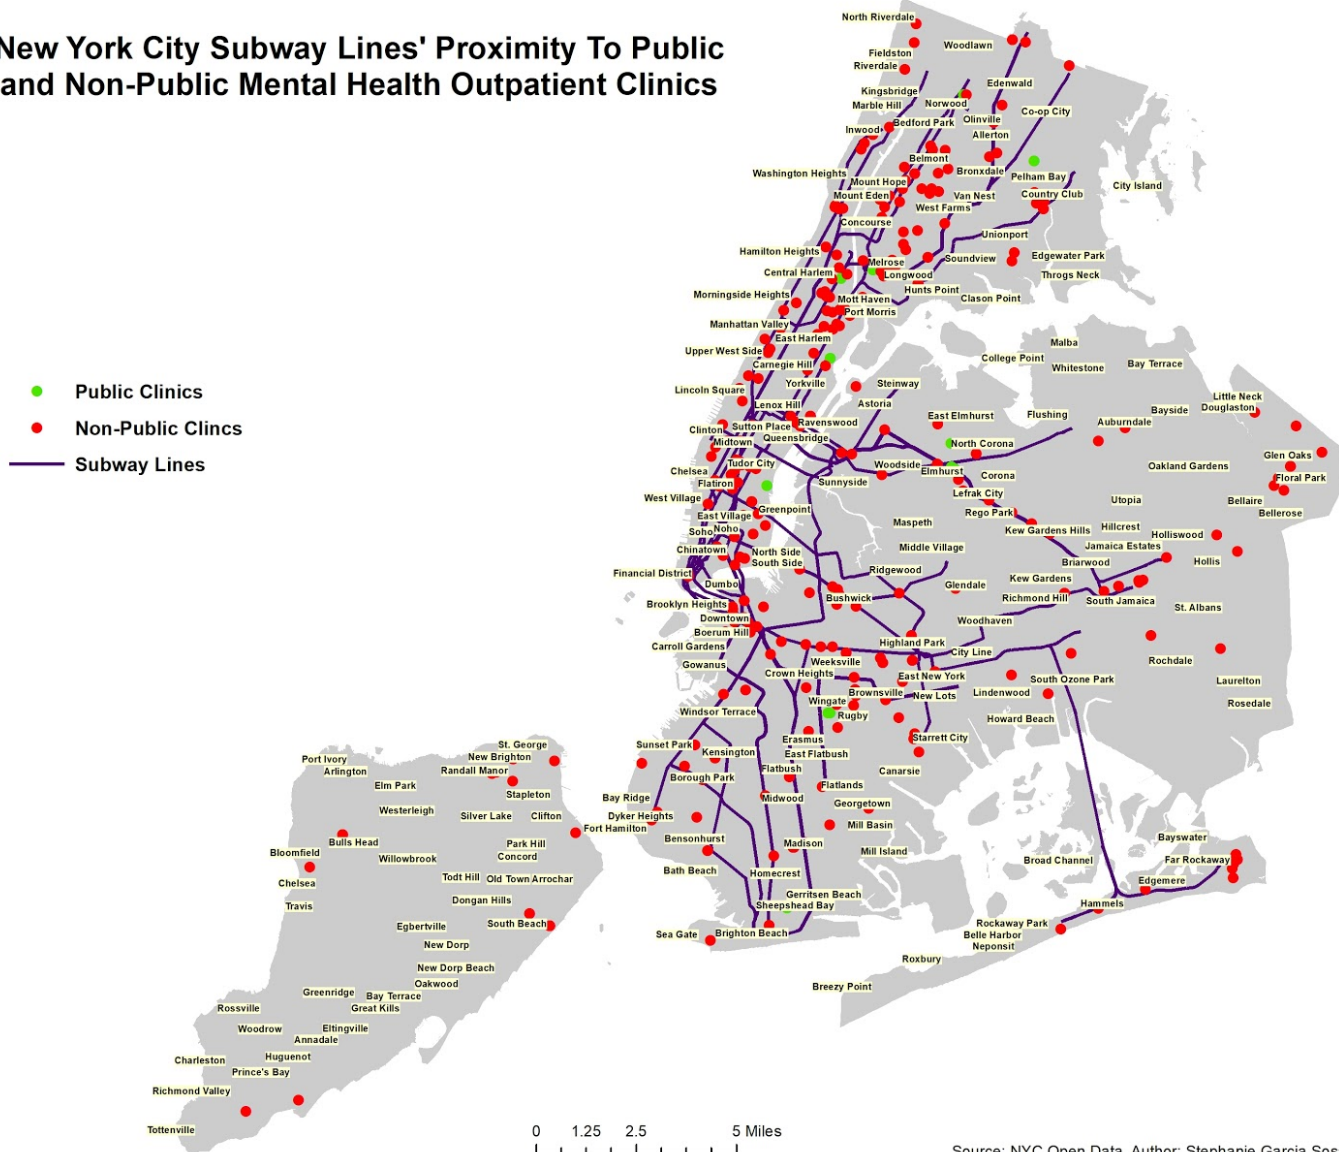 New York City Subway Lines' Proximity To Public
and Non-Public Mental Health Outpatient Clinics
Public Clinics
Non-Public Clincs
Subway Lines
North Riverdale
Woodlawn
Fieldston
Riverdale
Edenwald
Kingsbridge
Norwood
Marble Hill
Co-op City
Bedford Park
Olinville
Inwood
Allerton
Belmont
Washington Heights
Bronxdale
Pelham Bay
Mount Hope
City Island
Mount Eden
Van Nest
Country Club
West Farms
Concourse
Unionport
Hamilton Heights
Edgewater Park
Melrose
Soundview
Central Harlem
Longwood
Throgs Neck
Hunts Point
Morningside Heights
Mott Haven
Clason Point
Port Morris
Manhattan Valley
East Harlem
Malba
Upper West Side
College Point
Carnegie Hill
Whitestone
Bay Terrace
Yorkville
Steinway
Lincoln Square
Little Neck
Lenox Hill
Astoria
Douglaston
Bayside
East Elmhurst
Flushing
Auburndale
Sutton Place
Ravenswood
Clinton
Queensbridge
Midtown
North Corona
Glen Oaks
Tudor City
Woodside
Oakland Gardens
Chelsea
Elmhurst
Corona
Floral Park
Flatiron
Sunnyside
Lefrak City
West Village
Utopia
Bellaire
Greenpoint
Rego Park
Bellerose
East Village
Maspeth
Hillcrest
Soho
Noho
Kew Gardens Hills
Holliswood
Chinatown
North Side
Middle Village
Jamaica Estates
South Side
Briarwood
Hollis
Financial District
Ridgewood
Dumbo
Glendale
Kew Gardens
Brooklyn Heights
Bushwick
Richmond Hill
South Jamaica
St. Albans
Downtown
Woodhaven
Boerum Hill
Carroll Gardens
Highland Park
City Line
Gowanus
Weeksville
Rochdale
Crown Heights
East New York
South Ozone Park
Laurelton
Brownsville
New Lots
Lindenwood
Wingate
Rosedale
Windsor Terrace
Rugby
Howard Beach
Sunset Park
Erasmus
Starrett City
Kensington
East Flatbush
Borough Park
Flatbush
Canarsie
Flatlands
Bay Ridge
Midwood
Georgetown
Dyker Heights
Fort Hamilton
Mill Basin
Bensonhurst
Madison
Mill Island
Bayswater
Bath Beach
Homecrest
Broad Channel
Far Rockaway
Edgemere
Gerritsen Beach
Sheepshead Bay
Hammels
Sea Gate
Brighton Beach
Rockaway Park
Belle Harbor
Neponsit
Roxbury
Breezy Point
St. George
Port Ivory
New Brighton
Arlington
Randall Manor
Elm Park
Stapleton
Westerleigh
Silver Lake
Clifton
Bulls Head
Park Hill
Bloomfield
Willowbrook
Concord
Chelsea
Todt Hill
Old Town
Arrochar
Travis
Dongan Hills
Egbertville
South Beach
New Dorp
New Dorp Beach
Oakwood
Greenridge
Bay Terrace
Rossville
Great Kills
Woodrow
Eltingville
Annadale
Charleston
Huguenot
Prince's Bay
Richmond Valley
Tottenville
0 1.25 2.5 5 Miles
Source: NYC Open Data, Author: Stephanie Garcia